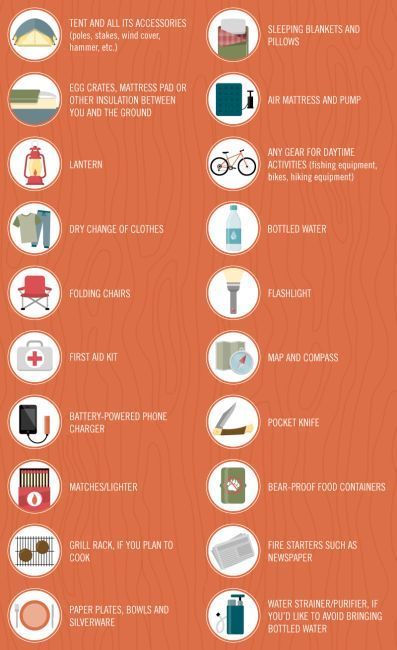 TENT AND ALL ITS ACCESSORIES
(poles, stakes, wind cover,
hammer, etc.)
SLEEPING BLANKETS AND
PILLOWS
EGG CRATES, MATTRESS PAD OR
OTHER INSULATION BETWEEN
YOU AND THE GROUND
AIR MATTRESS AND PUMP
LANTERN
ANY GEAR FOR DAYTIME
ACTIVITIES (fishing equipment,
bikes, hiking equipment)
DRY CHANGE OF CLOTHES
BOTTLED WATER
FOLDING CHAIRS
FLASHLIGHT
FIRST AID KIT
MAP AND COMPASS
BATTERY-POWERED PHONE
CHARGER
POCKET KNIFE
MATCHES/LIGHTER
BEAR-PROOF FOOD CONTAINERS
GRILL RACK, IF YOU PLAN TO
COOK
FIRE STARTERS SUCH AS
NEWSPAPER
PAPER PLATES, BOWLS AND
SILVERWARE
WATER STRAINER/PURIFIER, IF
YOU'D LIKE TO AVOID BRINGING
BOTTLED WATER